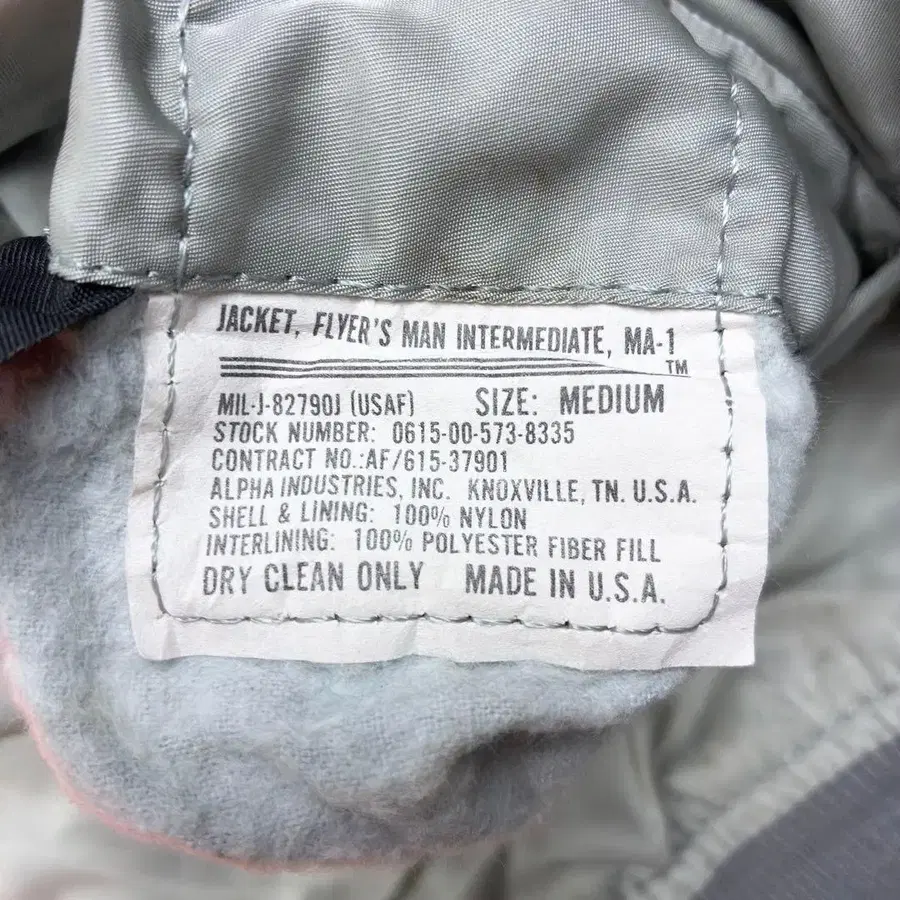 JACKET, FLYER'S MAN INTERMEDIATE, MA-1
TM
MIL-J-82790J (USAF) SIZE: MEDIUM
STOCK NUMBER: 0615-00-573-8335
CONTRACT NO.:AF/615-37901
ALPHA INDUSTRIES, INC. KNOXVILLE, TN. U.S.A.
SHELL & LINING: 100% NYLON
INTERLINING: 100% POLYESTER FIBER FILL
DRY CLEAN ONLY MADE IN U.S.A.